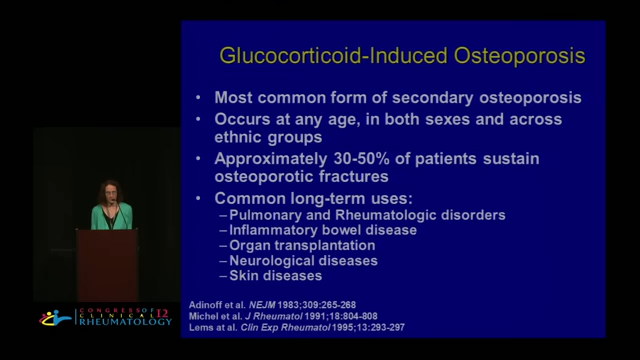 Glucocorticoid-Induced Osteoporosis
• Most common form of secondary osteoporosis
• Occurs at any age, in both sexes and across
ethnic groups
• Approximately 30-50% of patients sustain
osteoporotic fractures
• Common long-term uses:
–Pulmonary and Rheumatologic disorders
–Inflammatory bowel disease
–Organ transplantation
–Neurological diseases
–Skin diseases
Adinoff et al. NEJM 1983;309:265-268
Michel et al. J Rheumatol 1991;18:804-808
Lems at al. Clin Exp Rheumatol 1995;13:293-297
CONGRESS OF
CLINICAL 12
RHEUMATOLOGY